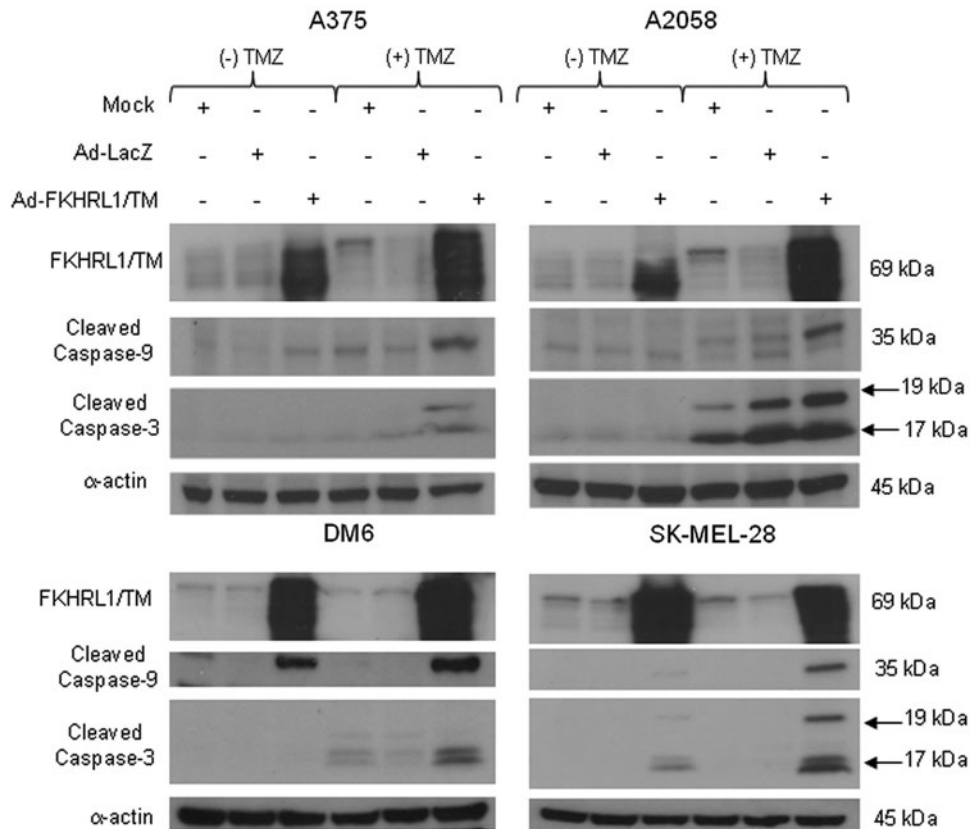 A375 A2058
(-) TMZ (+) TMZ (-) TMZ (+) TMZ
Mock + - - + - - + - - + - -
Ad-LacZ - + - - + - - + - - + -
Ad-FKHRL1/TM - - + - - + - - + - - +
FKHRL1/TM 69 kDa
Cleaved
Caspase-9 35 kDa
19 kDa
Cleaved
Caspase-3 17 kDa
α-actin 45 kDa
DM6 SK-MEL-28
FKHRL1/TM 69 kDa
Cleaved
Caspase-9 35 kDa
19 kDa
Cleaved
Caspase-3 17 kDa
α-actin 45 kDa